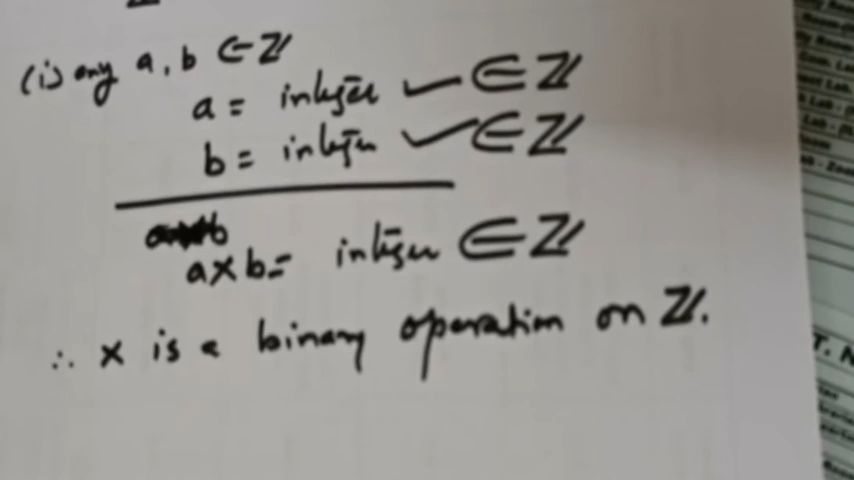 (i) any a, b ∈ ℤ
a = integer ✓ ∈ ℤ
b = integer ✓ ∈ ℤ
a × b = integer ∈ ℤ
∴ × is a binary operation on ℤ.